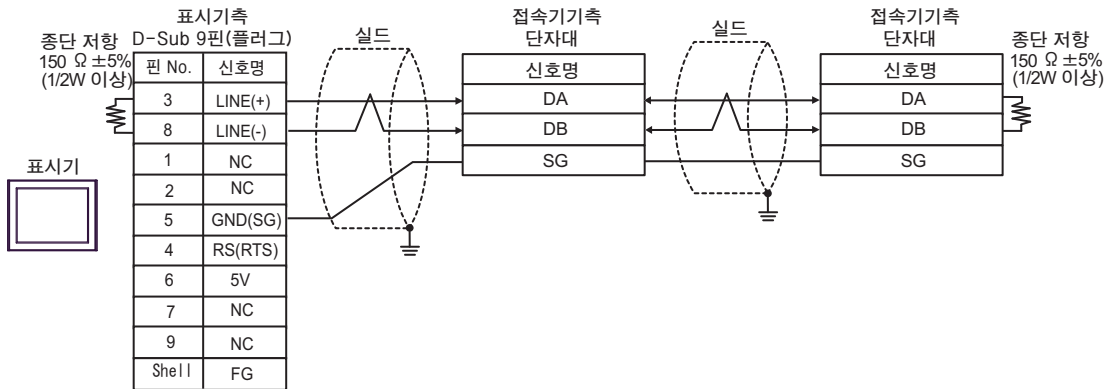 표시기측
D-Sub 9핀(플러그)
종단 저항
150 Ω ±5%
(1/2W 이상)
핀 No. 신호명
3 LINE(+)
8 LINE(-)
1 NC
2 NC
5 GND(SG)
4 RS(RTS)
6 5V
7 NC
9 NC
Shell FG
표시기
실드
접속기기측
단자대
신호명
DA
DB
SG
실드
접속기기측
단자대
신호명
DA
DB
SG
종단 저항
150 Ω ±5%
(1/2W 이상)